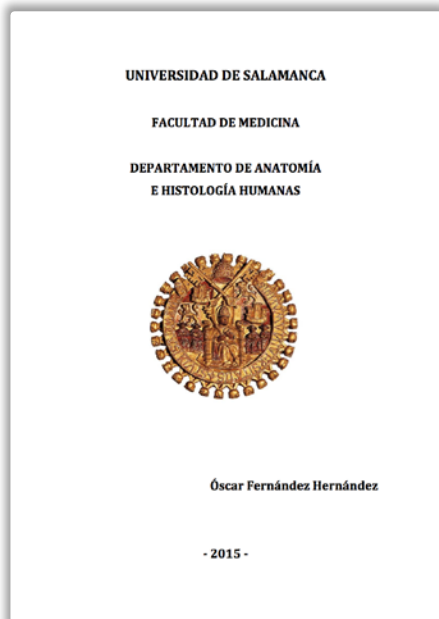 UNIVERSIDAD DE SALAMANCA
FACULTAD DE MEDICINA
DEPARTAMENTO DE ANATOMÍA
E HISTOLOGÍA HUMANAS
Óscar Fernández Hernández
- 2015 -